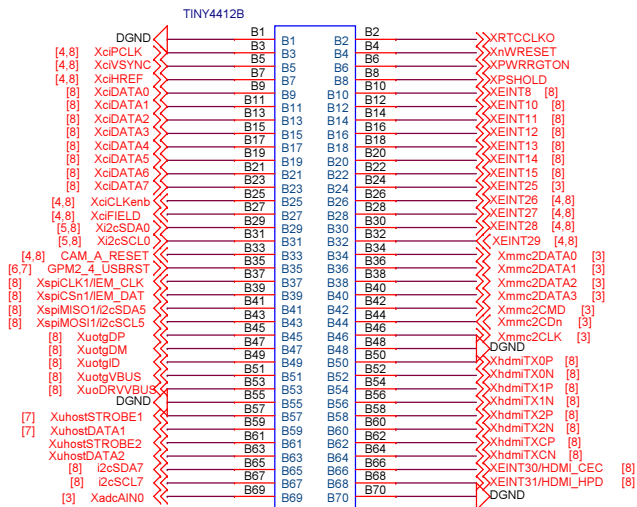 TINY4412B
DGND B1 B1 B2 B2 XRTCCLKO
[4,8] XciPCLK B3 B3 B4 B4 XnWRESET
[4,8] XciVSYNC B5 B5 B6 B6 XPWRRGTON
[4,8] XciHREF B7 B7 B8 B8 XPSHOLD
[8] XciDATA0 B9 B9 B10 B10 XEINT8 [8]
[8] XciDATA1 B11 B11 B12 B12 XEINT10 [8]
[8] XciDATA2 B13 B13 B14 B14 XEINT11 [8]
[8] XciDATA3 B15 B15 B16 B16 XEINT12 [8]
[8] XciDATA4 B17 B17 B18 B18 XEINT13 [8]
[8] XciDATA5 B19 B19 B20 B20 XEINT14 [8]
[8] XciDATA6 B21 B21 B22 B22 XEINT15 [8]
[8] XciDATA7 B23 B23 B24 B24 XEINT25 [3]
[4,8] XciCLKenb B25 B25 B26 B26 XEINT26 [4,8]
[4,8] XciFIELD B27 B27 B28 B28 XEINT27 [4,8]
[5,8] Xi2cSDA0 B29 B29 B30 B30 XEINT28 [4,8]
[5,8] Xi2cSCL0 B31 B31 B32 B32 XEINT29 [4,8]
[4,8] CAM_A_RESET B33 B33 B34 B34 Xmmc2DATA0 [3]
[6,7] GPM2_4_USBRST B35 B35 B36 B36 Xmmc2DATA1 [3]
[8] XspiCLK1/IEM_CLK B37 B37 B38 B38 Xmmc2DATA2 [3]
[8] XspiCSn1/IEM_DAT B39 B39 B40 B40 Xmmc2DATA3 [3]
[8] XspiMISO1/i2cSDA5 B41 B41 B42 B42 Xmmc2CMD [3]
[8] XspiMOSI1/i2cSCL5 B43 B43 B44 B44 Xmmc2CDn [3]
[8] XuotgDP B45 B45 B46 B46 Xmmc2CLK [3]
[8] XuotgDM B47 B47 B48 B48 DGND
[8] XuotgID B49 B49 B50 B50 XhdmiTX0P [8]
[8] XuotgVBUS B51 B51 B52 B52 XhdmiTX0N [8]
[8] XuoDRVVBUS B53 B53 B54 B54 XhdmiTX1P [8]
DGND B55 B55 B56 B56 XhdmiTX1N [8]
[7] XuhostSTROBE1 B57 B57 B58 B58 XhdmiTX2P [8]
[7] XuhostDATA1 B59 B59 B60 B60 XhdmiTX2N [8]
XuhostSTROBE2 B61 B61 B62 B62 XhdmiTXCP [8]
XuhostDATA2 B63 B63 B64 B64 XhdmiTXCN [8]
[8] i2cSDA7 B65 B65 B66 B66 XEINT30/HDMI_CEC [8]
[8] i2cSCL7 B67 B67 B68 B68 XEINT31/HDMI_HPD [8]
[3] XadcAIN0 B69 B69 B70 B70 DGND